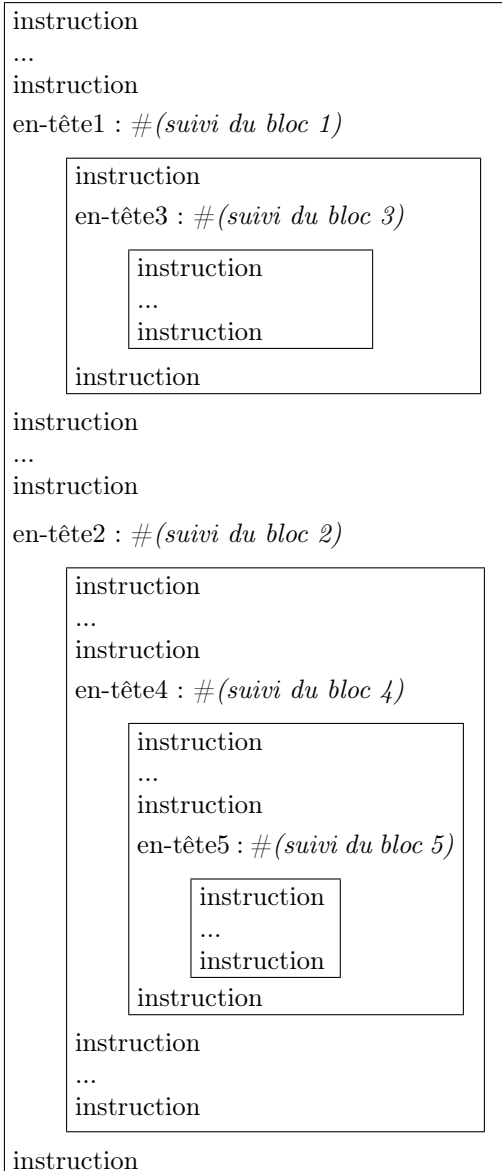 instruction
...
instruction
en-tête1 : #(suivi du bloc 1)
instruction
en-tête3 : #(suivi du bloc 3)
instruction
...
instruction
instruction
instruction
...
instruction
en-tête2 : #(suivi du bloc 2)
instruction
...
instruction
en-tête4 : #(suivi du bloc 4)
instruction
...
instruction
en-tête5 : #(suivi du bloc 5)
instruction
...
instruction
instruction
instruction
...
instruction
instruction